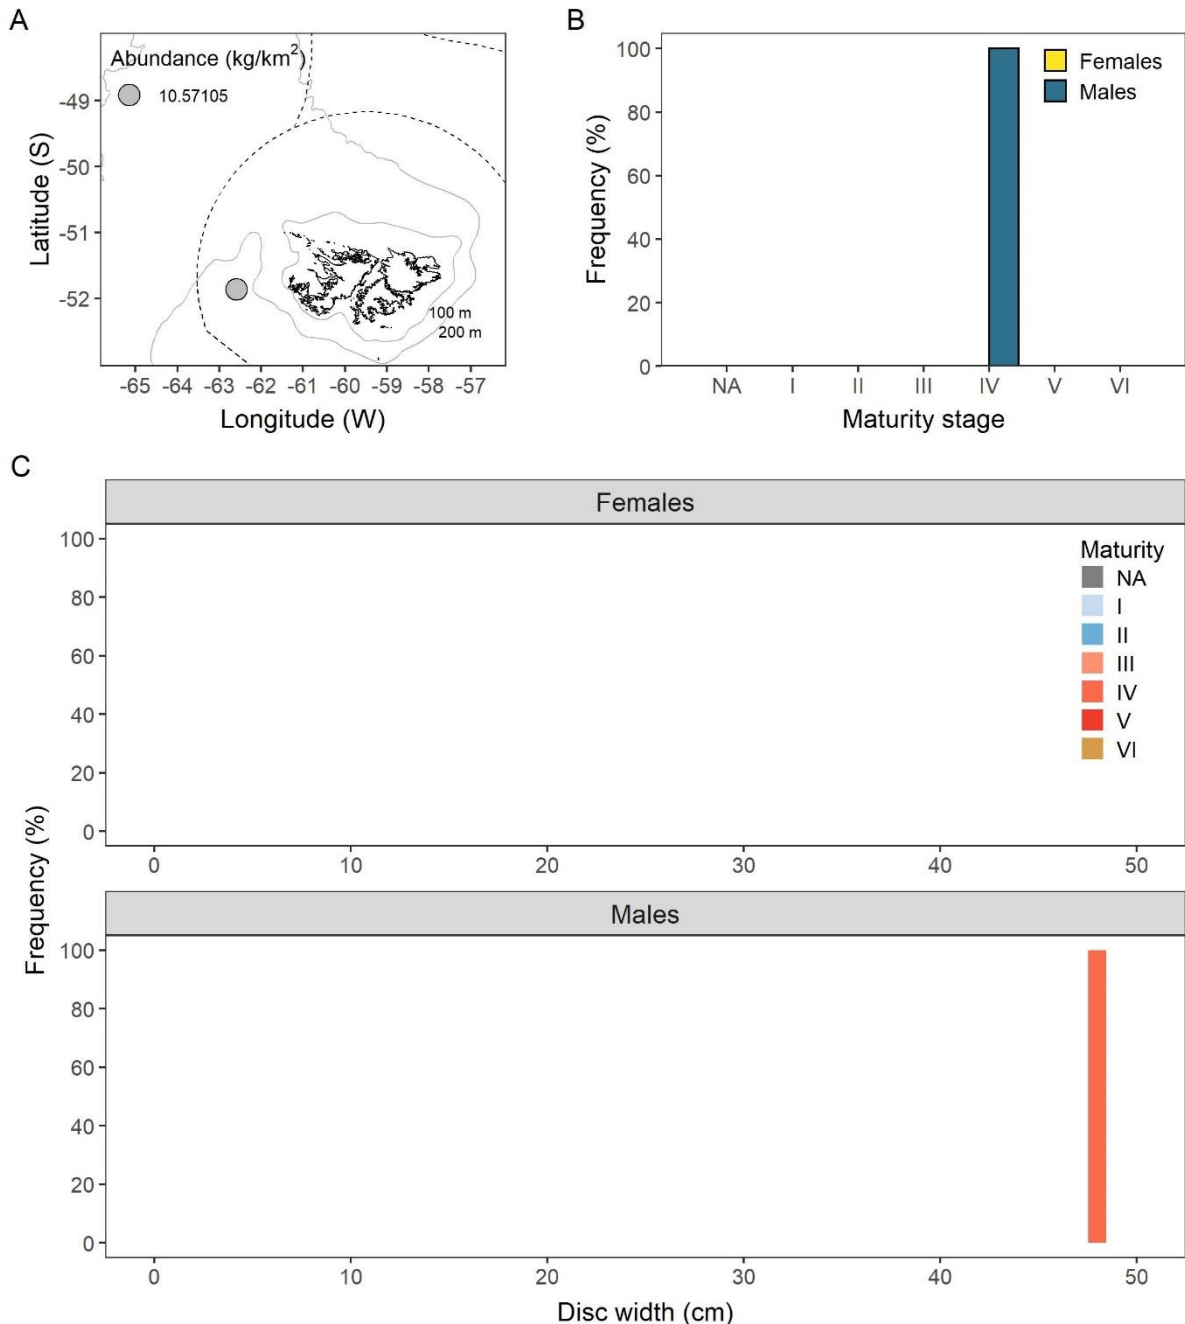 A
Abundance (kg/km²)
10.57105
-49
-50
-51
-52
Latitude (S)
100 m
200 m
-65 -64 -63 -62 -61 -60 -59 -58 -57
Longitude (W)
B
Females
Males
100
80
60
40
20
0
Frequency (%)
NA I II III IV V VI
Maturity stage
C
Females
100
80
60
40
20
0
Maturity
NA
I
II
III
IV
V
VI
0 10 20 30 40 50
Frequency (%)
Males
100
80
60
40
20
0
0 10 20 30 40 50
Disc width (cm)